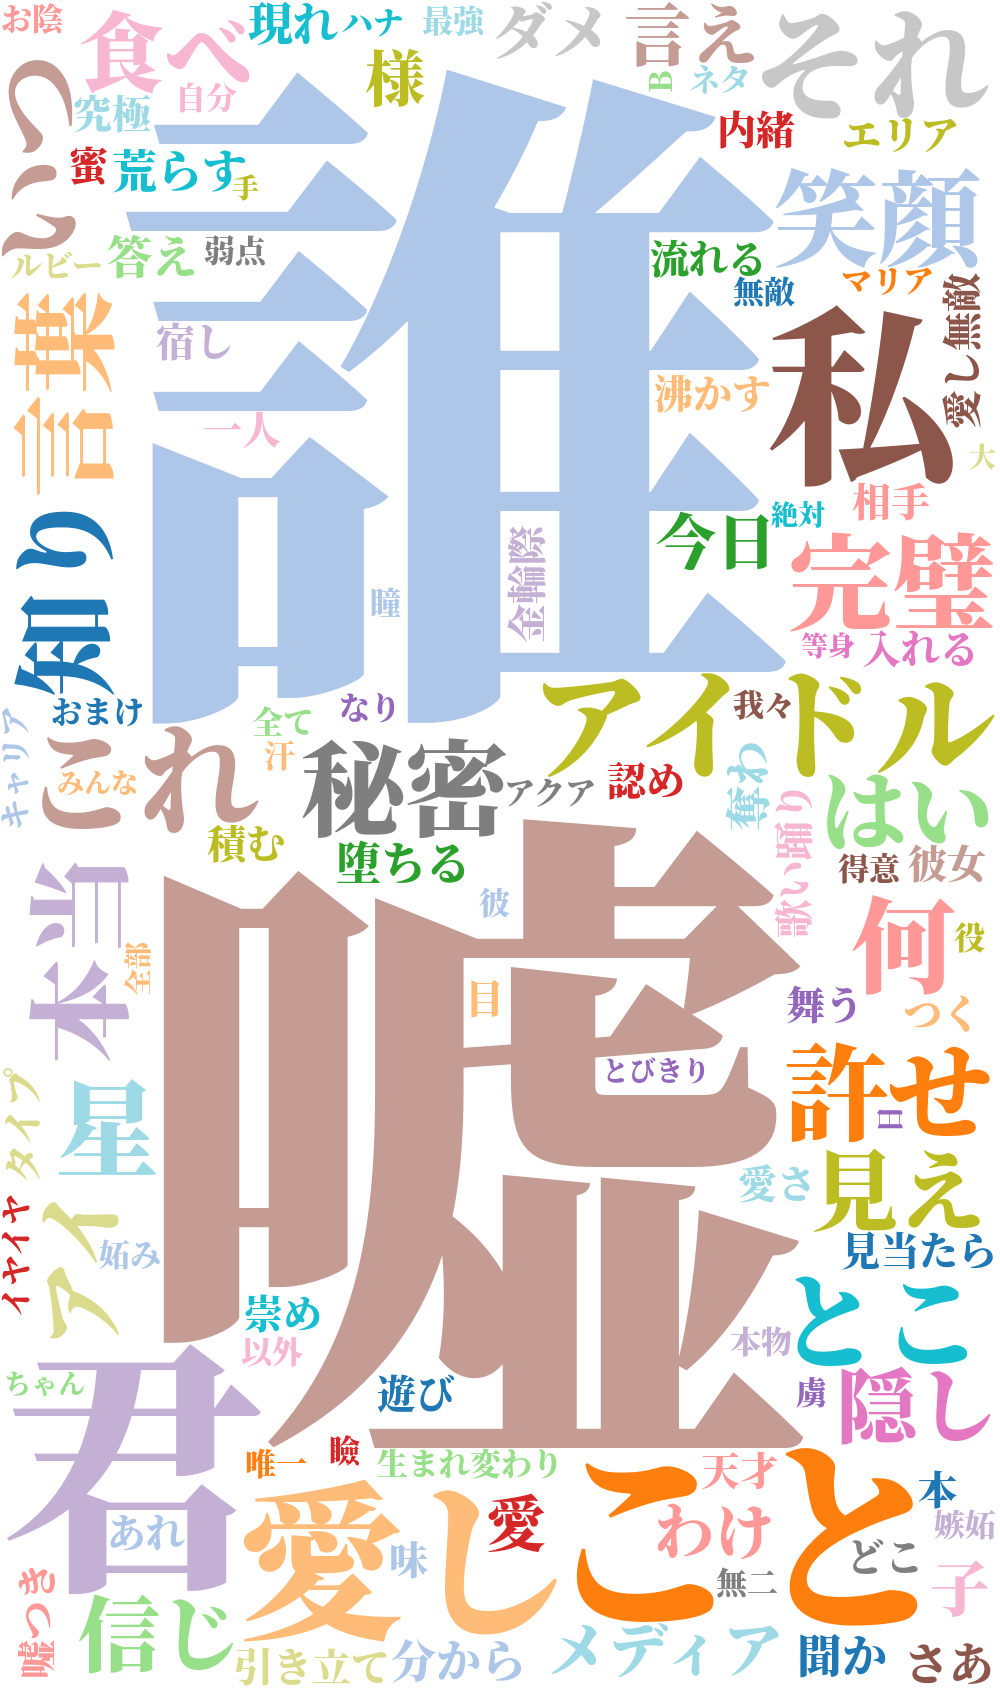 お陰
食べ
現れ
ハナ
最強
ダメ
言え
それ
B
ネタ
様
自分
究極
こいつ
内緒
エリア
蜜
荒らす
手
笑顔
誰
ルビー
答え
弱点
流れる
無敵
マリア
愛し無敵
言葉
宿し
私
沸かす
一人
大
相手
絶対
知り
今日
完璧
金輪際
瞳
等身
入れる
アイドル
我々
おまけ
全て
なり
キャリア
これ
みんな
汗
秘密
アクア
認め
奪わ
はい
歌い踊り
積む
堕ちる
得意
彼女
本当
彼
何
役
全部
目
舞う
つく
嘘
とびきり
許せ
日
タイプ
星
愛さ
見え
イヤイヤ
アイ
妬み
見当たら
とこ
崇め
以外
本物
ちゃん
君
遊び
虜
隠し
唯一
瞼
生まれ変わり
天才
こと
本
愛し
愛
わけ
嫉妬
あれ
味
どこ
無二
子
嘘つき
信じ
引き立て
分から
メディア
聞か
さあ